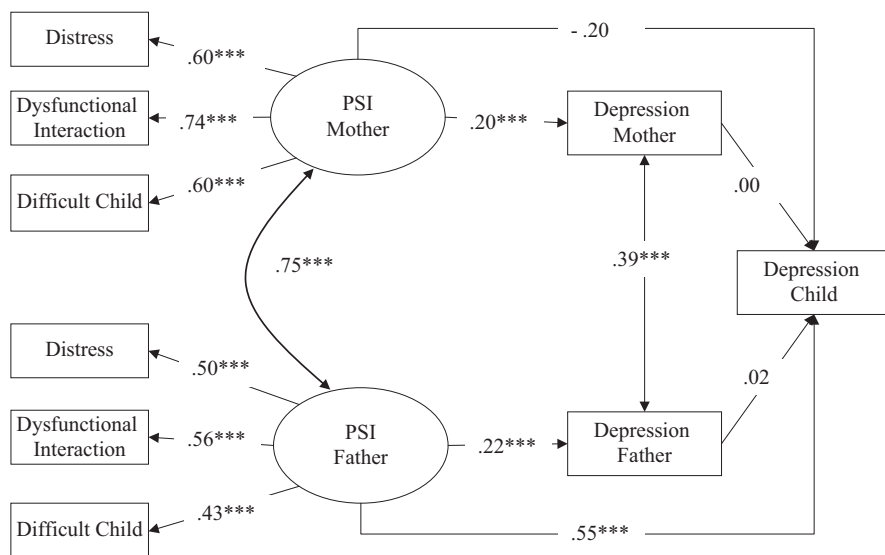 Distress
.60***
PSI
Mother
- .20
Dysfunctional
Interaction
.74***
.20***
Depression
Mother
Difficult Child
.60***
.00
.75***
.39***
Depression
Child
Distress
.50***
.02
Dysfunctional
Interaction
.56***
PSI
Father
.22***
Depression
Father
Difficult Child
.43***
.55***